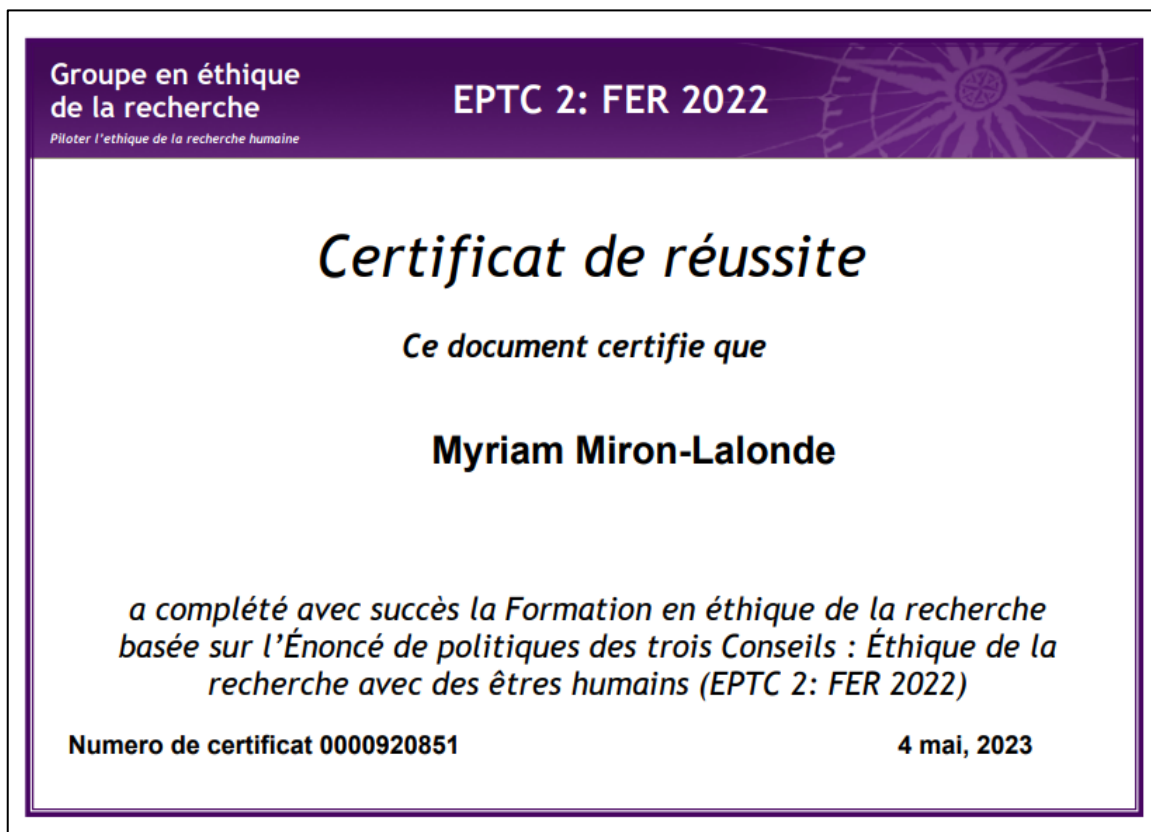 Groupe en éthique
de la recherche
Piloter l'ethique de la recherche humaine
EPTC 2: FER 2022
Certificat de réussite
Ce document certifie que
Myriam Miron-Lalonde
a complété avec succès la Formation en éthique de la recherche
basée sur l'Énoncé de politiques des trois Conseils : Éthique de la
recherche avec des êtres humains (EPTC 2: FER 2022)
Numero de certificat 0000920851
4 mai, 2023